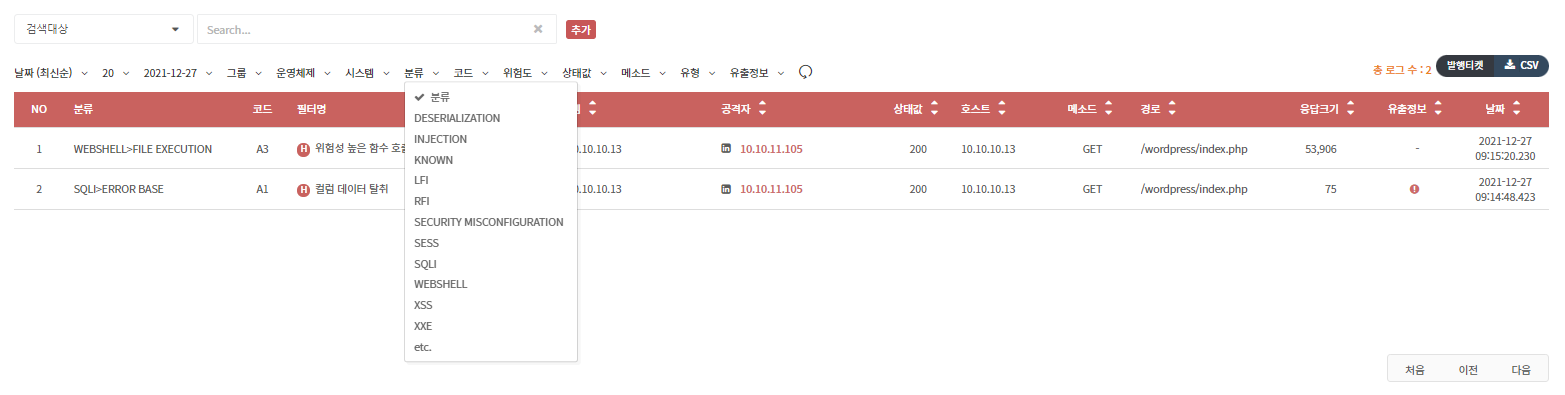 검색대상 Search... 추가
날짜 (최신순) 20 2021-12-27 그룹 운영체제 시스템 분류 코드 위험도 상태값 메소드 유형 유출정보 총 로그 수 : 2 발행티켓 CSV
NO 분류 코드 필터명 공격자 상태값 호스트 메소드 경로 응답크기 유출정보 날짜
1 WEBSHELL>FILE EXECUTION A3 H 위험성 높은 함수 호출 0.10.10.13 in 10.10.11.105 200 10.10.10.13 GET /wordpress/index.php 53,906 - 2021-12-27
09:15:20.230
2 SQLI>ERROR BASE A1 H 컬럼 데이터 탈취 0.10.10.13 in 10.10.11.105 200 10.10.10.13 GET /wordpress/index.php 75 2021-12-27
09:14:48.423
분류
DESERIALIZATION
INJECTION
KNOWN
LFI
RFI
SECURITY MISCONFIGURATION
SESS
SQLI
WEBSHELL
XSS
XXE
etc.
처음 이전 다음